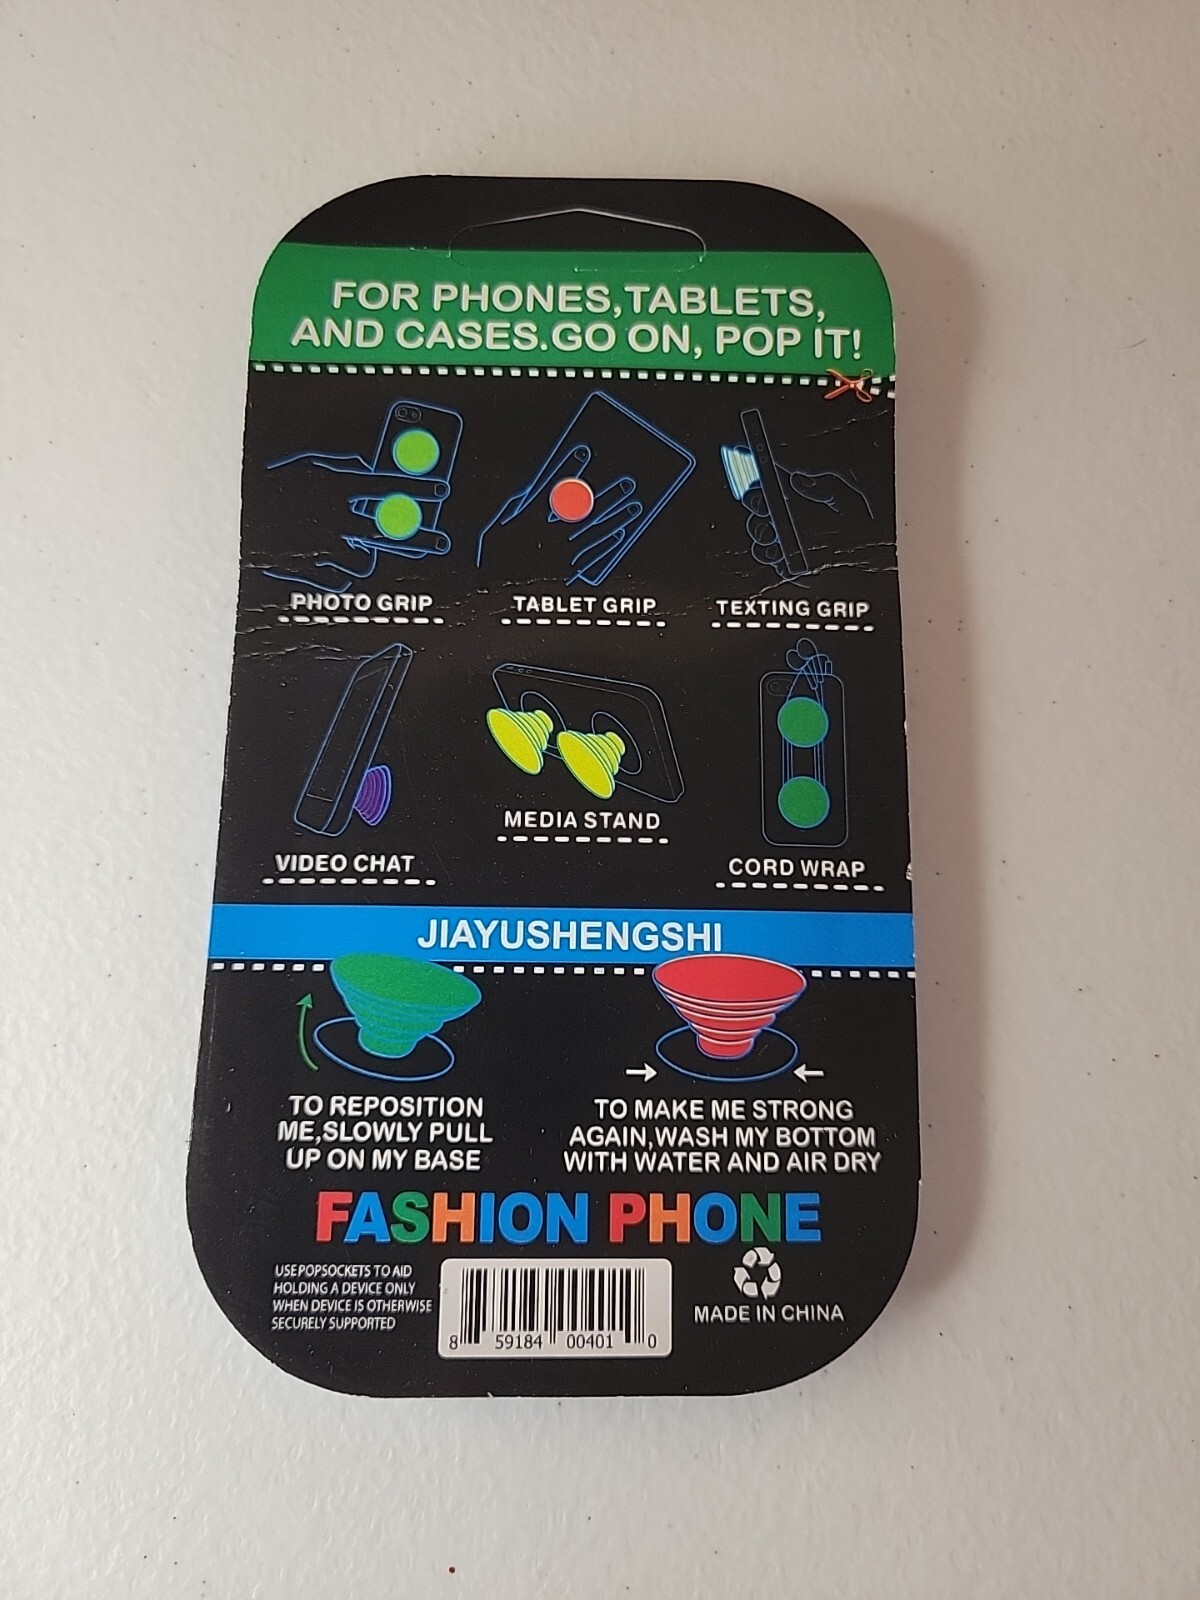 FOR PHONES,TABLETS,
AND CASES.GO ON, POP IT!
PHOTO GRIP
TABLET GRIP
TEXTING GRIP
VIDEO CHAT
MEDIA STAND
CORD WRAP
JIAYUSHENGSHI
TO REPOSITION
ME,SLOWLY PULL
UP ON MY BASE
TO MAKE ME STRONG
AGAIN,WASH MY BOTTOM
WITH WATER AND AIR DRY
FASHION PHONE
USE POPSOCKETS TO AID
HOLDING A DEVICE ONLY
WHEN DEVICE IS OTHERWISE
SECURELY SUPPORTED
8 59184 00401 0
MADE IN CHINA